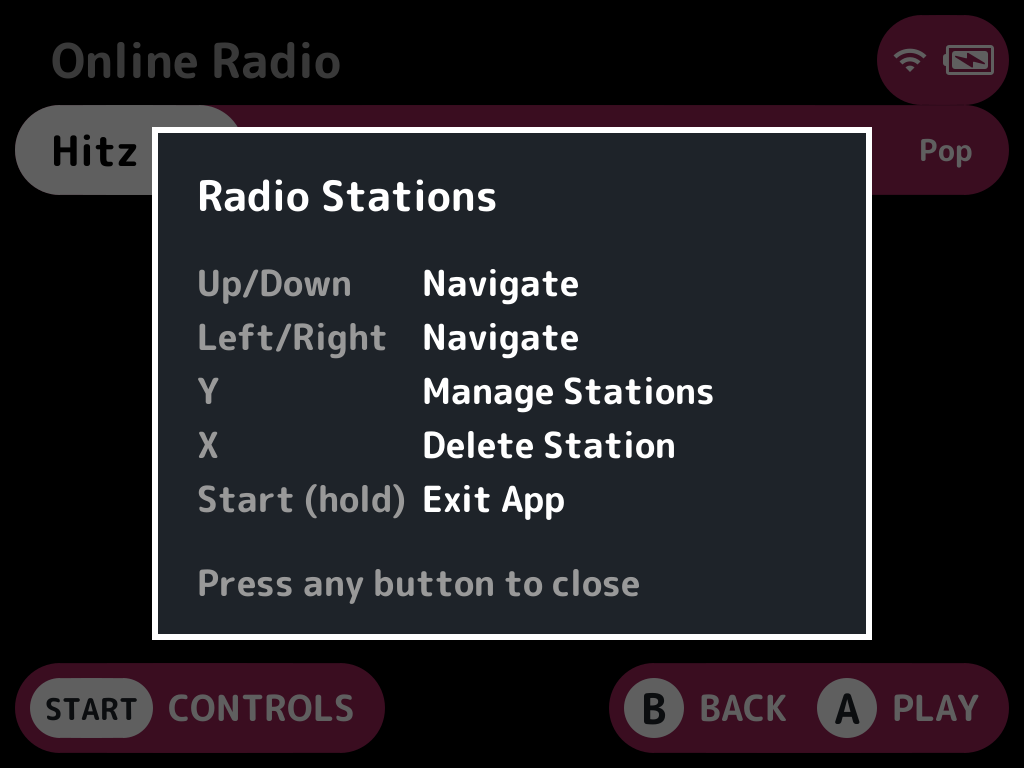 Online Radio
Hitz
Pop
Radio Stations
Up/Down Navigate
Left/Right Navigate
Y Manage Stations
X Delete Station
Start (hold) Exit App
Press any button to close
START CONTROLS
B BACK A PLAY